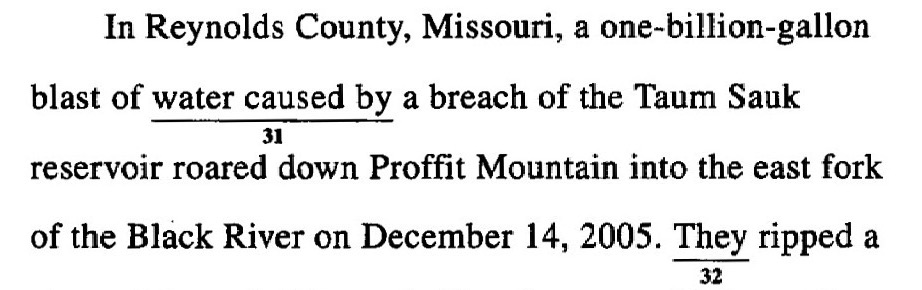 In Reynolds County, Missouri, a one-billion-gallon
blast of water caused by a breach of the Taum Sauk
31
reservoir roared down Proffit Mountain into the east fork
of the Black River on December 14, 2005. They ripped a
32